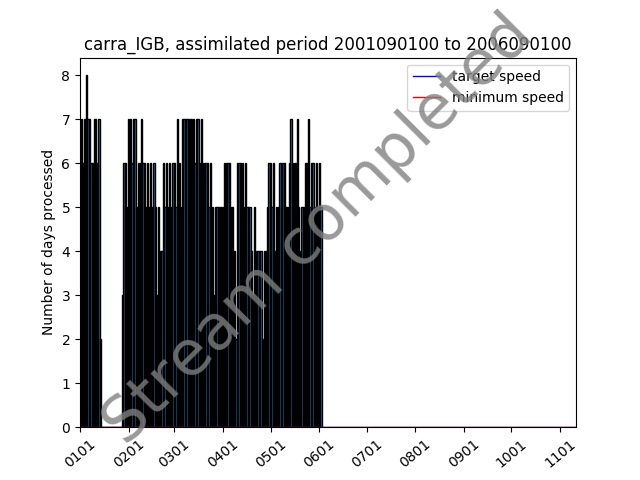 carra_IGB, assimilated period 2001090100 to 2006090100
target speed
minimum speed
Number of days processed
8
7
6
5
4
3
2
1
0
0101 0201 0301 0401 0501 0601 0701 0801 0901 1001 1101
Stream completed